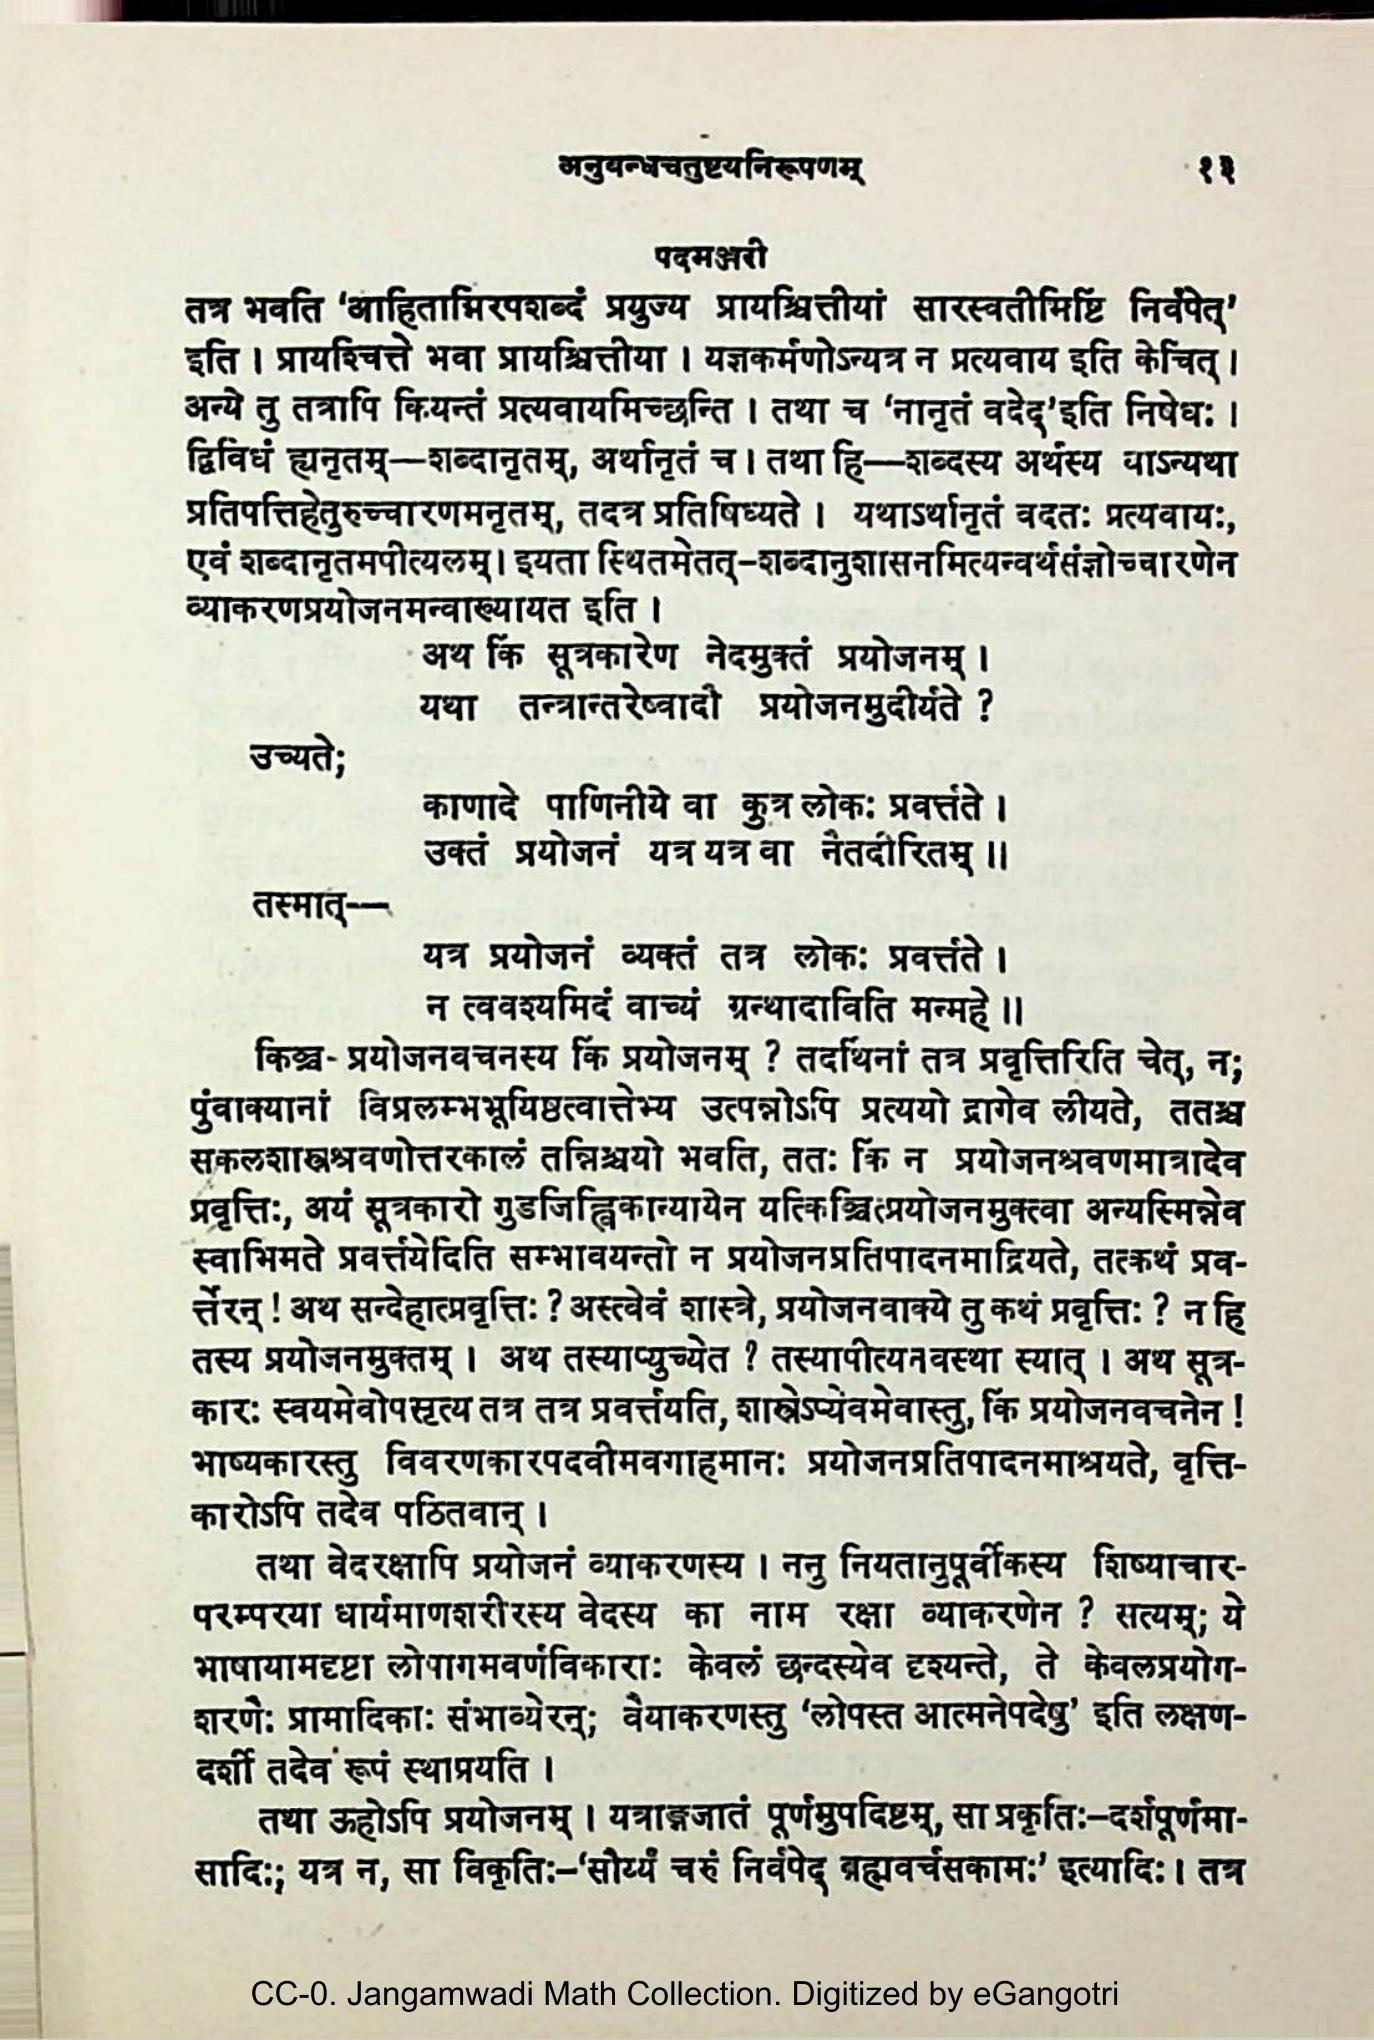 अनुबन्धचतुष्टयनिरूपणम् १३
पदमञ्जरी
तत्र भवति ‘आहिताग्निरपशब्दं प्रयुज्य प्रायश्चित्तीयां सारस्वतीमिष्टिं निर्वपेत्’
इति । प्रायश्चित्ते भवा प्रायश्चित्तीया । यज्ञकर्मणोऽन्यत्र न प्रत्यवाय इति केचित् ।
अन्ये तु तत्रापि कियन्तं प्रत्यवायमिच्छन्ति । तथा च ‘नानृतं वदेद्’इति निषेधः ।
द्विविधं ह्यनृतम्—शब्दानृतम्, अर्थानृतं च । तथा हि—शब्दस्य अर्थस्य वाऽन्यथा
प्रतिपत्तिहेतुरुच्चारणमनृतम्, तदत्र प्रतिषिध्यते । यथाऽर्थानृतं वदतः प्रत्यवायः,
एवं शब्दानृतमपीत्यलम् । इयता स्थितमेतत्–शब्दानुशासनमित्यन्वर्थसंज्ञोच्चारणेन
व्याकरणप्रयोजनमन्वाख्यायत इति ।
अथ किं सूत्रकारेण नेदमुक्तं प्रयोजनम् ।
यथा तन्त्रान्तरेष्वादौ प्रयोजनमुदीर्यते ?
उच्यते;
काणादे पाणिनीये वा कुत्र लोकः प्रवर्त्तते ।
उक्तं प्रयोजनं यत्र यत्र वा नैतदीरितम् ॥
तस्मात्—
यत्र प्रयोजनं व्यक्तं तत्र लोकः प्रवर्त्तते ।
न त्ववश्यमिदं वाच्यं ग्रन्थादाविति मन्महे ॥
किञ्च- प्रयोजनवचनस्य किं प्रयोजनम् ? तदर्थिनां तत्र प्रवृत्तिरिति चेत्, न;
पुंवाक्यानां विप्रलम्भभूयिष्ठत्वात्तेभ्य उत्पन्नोऽपि प्रत्ययो द्रागेव लीयते, ततश्च
सकलशास्त्रश्रवणोत्तरकालं तन्निश्चयो भवति, ततः किं न प्रयोजनश्रवणमात्रादेव
प्रवृत्तिः, अयं सूत्रकारो गुडजिह्विकान्यायेन यत्किञ्चित्प्रयोजनमुक्त्वा अन्यस्मिन्नेव
स्वाभिमते प्रवर्त्तयेदिति सम्भावयन्तो न प्रयोजनप्रतिपादनमाद्रियते, तत्कथं प्रव-
र्त्तेरन् ! अथ सन्देहात्प्रवृत्तिः ? अस्त्वेवं शास्त्रे, प्रयोजनवाक्ये तु कथं प्रवृत्तिः ? न हि
तस्य प्रयोजनमुक्तम् । अथ तस्याप्युच्येत ? तस्यापीत्यनवस्था स्यात् । अथ सूत्र-
कारः स्वयमेवोपसृत्य तत्र तत्र प्रवर्त्तयति, शास्त्रेऽप्येवमेवास्तु, किं प्रयोजनवचनेन !
भाष्यकारस्तु विवरणकारपदवीमवगाहमानः प्रयोजनप्रतिपादनमाश्रयते, वृत्ति-
कारोऽपि तदेव पठितवान् ।
तथा वेदरक्षापि प्रयोजनं व्याकरणस्य । ननु नियतानुपूर्वीकस्य शिष्याचार-
परम्परया धार्यमाणशरीरस्य वेदस्य का नाम रक्षा व्याकरणेन ? सत्यम्; ये
भाषायामदृष्टा लोपागमवर्णविकाराः केवलं छन्दस्येव दृश्यन्ते, ते केवलप्रयोग-
शरणैः प्रामादिकाः संभाव्येरन्; वैयाकरणस्तु ‘लोपस्त आत्मनेपदेषु’ इति लक्षण-
दर्शी तदेव रूपं स्थाप्रयति ।
तथा ऊहोऽपि प्रयोजनम् । यत्राङ्गजातं पूर्णमुपदिष्टम्, सा प्रकृतिः–दर्शपूर्णमा-
सादिः; यत्र न, सा विकृतिः–‘सौर्य्यं चरुं निर्वपेद् ब्रह्मवर्चसकामः’ इत्यादिः । तत्र
CC-0. Jangamwadi Math Collection. Digitized by eGangotri